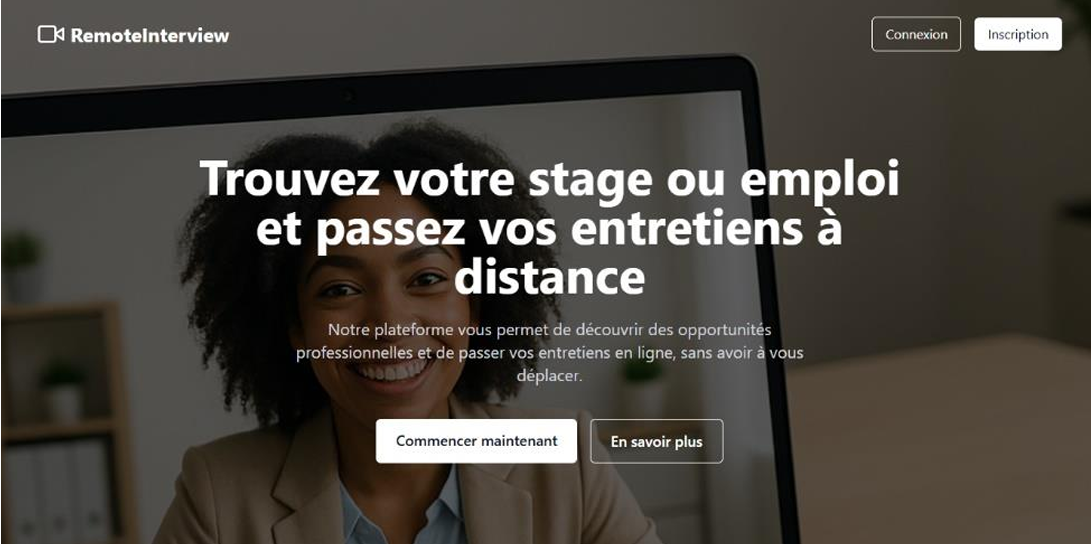 RemoteInterview
Connexion
Inscription
Trouvez votre stage ou emploi
et passez vos entretiens à
distance
Notre plateforme vous permet de découvrir des opportunités
professionnelles et de passer vos entretiens en ligne, sans avoir à vous
déplacer.
Commencer maintenant
En savoir plus